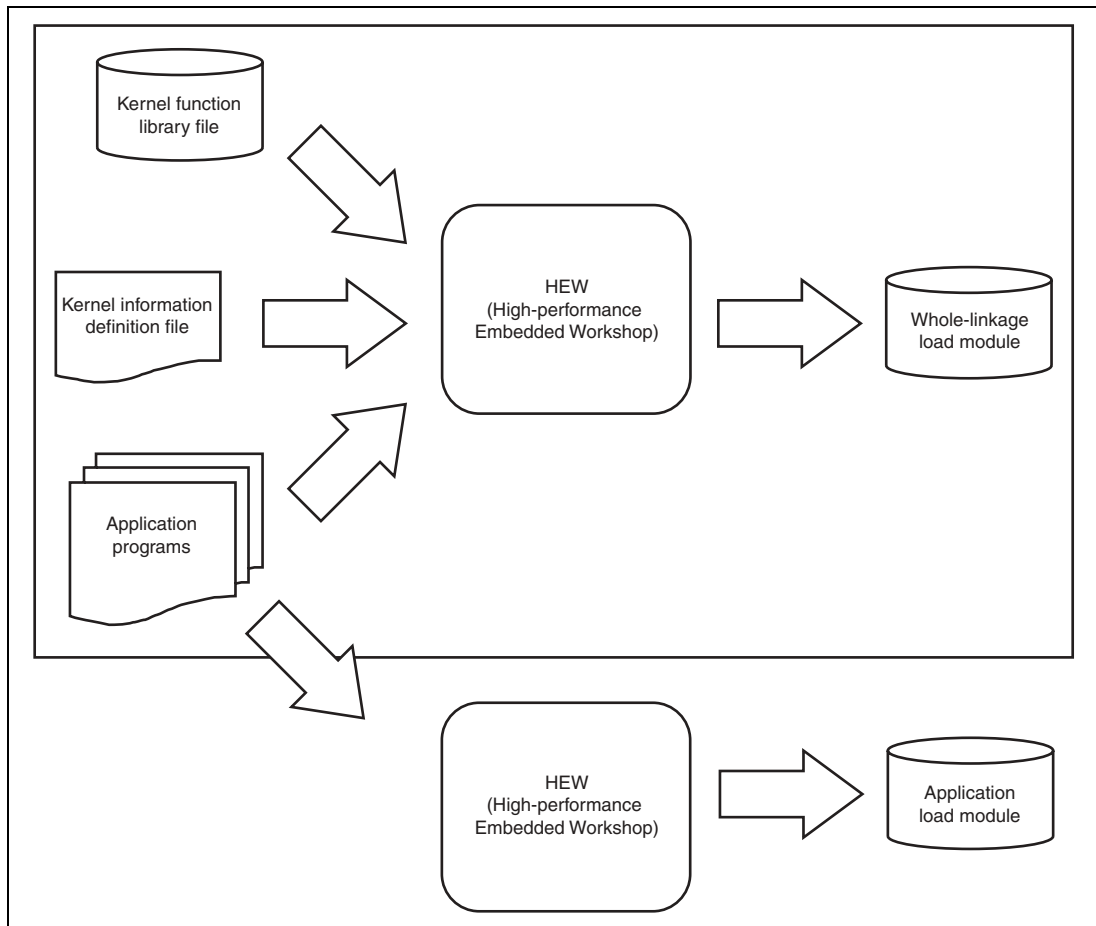 Kernel function
library file
Kernel information
definition file
Application
programs
HEW
(High-performance
Embedded Workshop)
Whole-linkage
load module
HEW
(High-performance
Embedded Workshop)
Application
load module